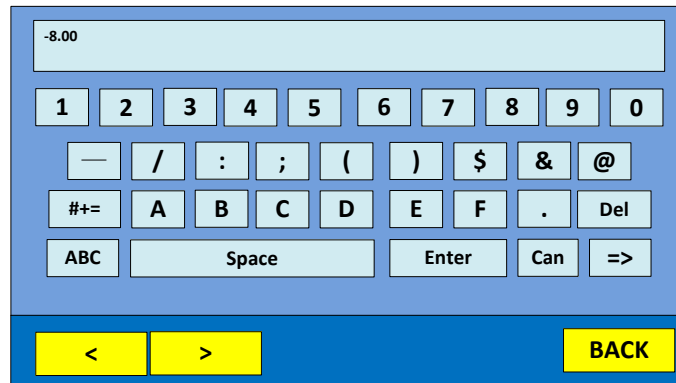 -8.00
1 2 3 4 5 6 7 8 9 0
— / : ; ( ) $ & @
#+= A B C D E F . Del
ABC Space Enter Can =>
< > BACK